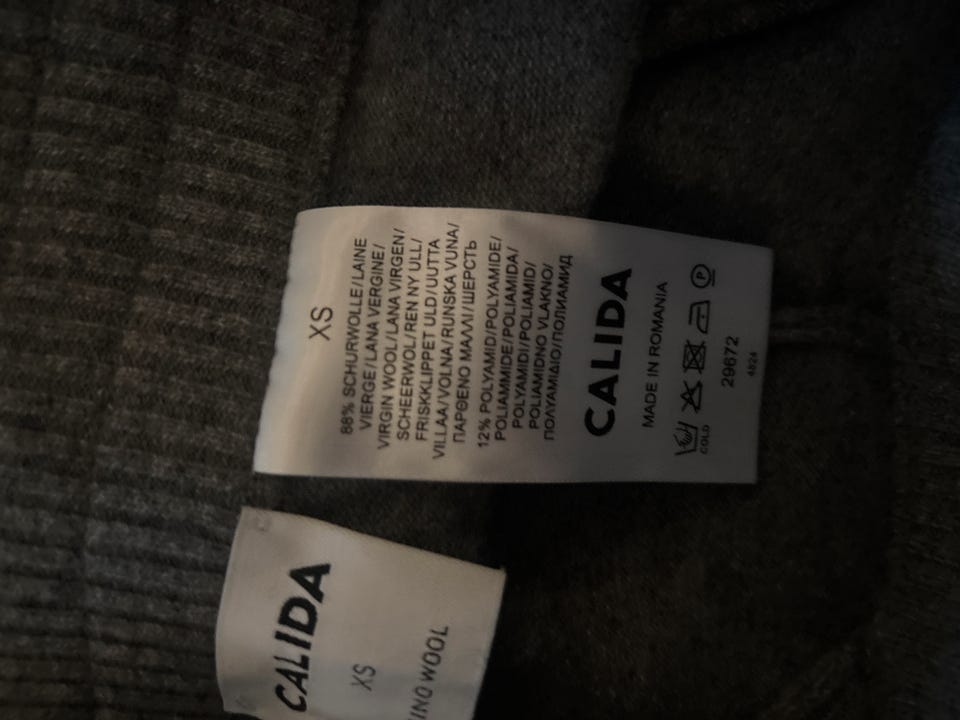 XS
88% SCHURWOLLE/LAINE
VIERGE/LANA VERGINE/
VIRGIN WOOL/LANA VIRGEN/
SCHEERWOL/REN NY ULL/
FRISKKLIPPET ULD/UUTTA
VILLAA/VOLNA/RUNSKA VUNA/
ΠΑΡΘΕΝΟ ΜΑΛΛΙ/ШЕРСТЬ
12% POLYAMID/POLYAMIDE/
POLIAMMIDE/POLIAMIDA/
POLYAMIDI/POLIAMID/
POLIAMIDNO VLAKNO/
ΠΟΛΥΑΜΙΔΙΟ/ПОЛИАМИД
CALIDA
MADE IN ROMANIA
COLD
P
29672
4824
CALIDA
XS
INO WOOL